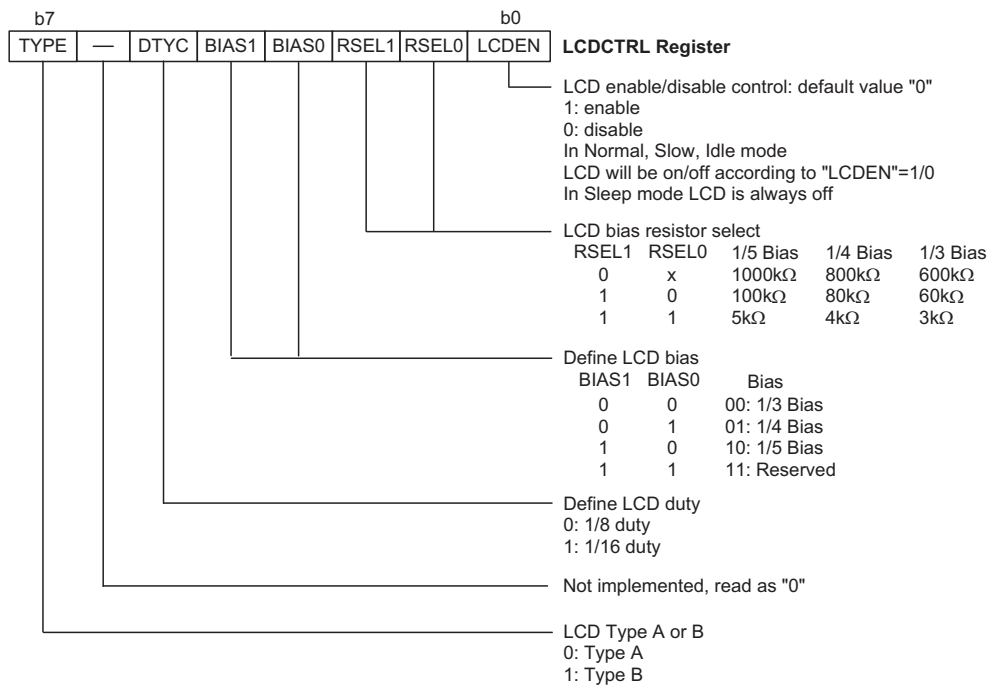 b7 b0
TYPE — DTYC BIAS1 BIAS0 RSEL1 RSEL0 LCDEN LCDCTRL Register
LCD enable/disable control: default value "0"
1: enable
0: disable
In Normal, Slow, Idle mode
LCD will be on/off according to "LCDEN"=1/0
In Sleep mode LCD is always off
LCD bias resistor select
RSEL1 RSEL0 1/5 Bias 1/4 Bias 1/3 Bias
0 x 1000kΩ 800kΩ 600kΩ
1 0 100kΩ 80kΩ 60kΩ
1 1 5kΩ 4kΩ 3kΩ
Define LCD bias
BIAS1 BIAS0 Bias
0 0 00: 1/3 Bias
0 1 01: 1/4 Bias
1 0 10: 1/5 Bias
1 1 11: Reserved
Define LCD duty
0: 1/8 duty
1: 1/16 duty
Not implemented, read as "0"
LCD Type A or B
0: Type A
1: Type B